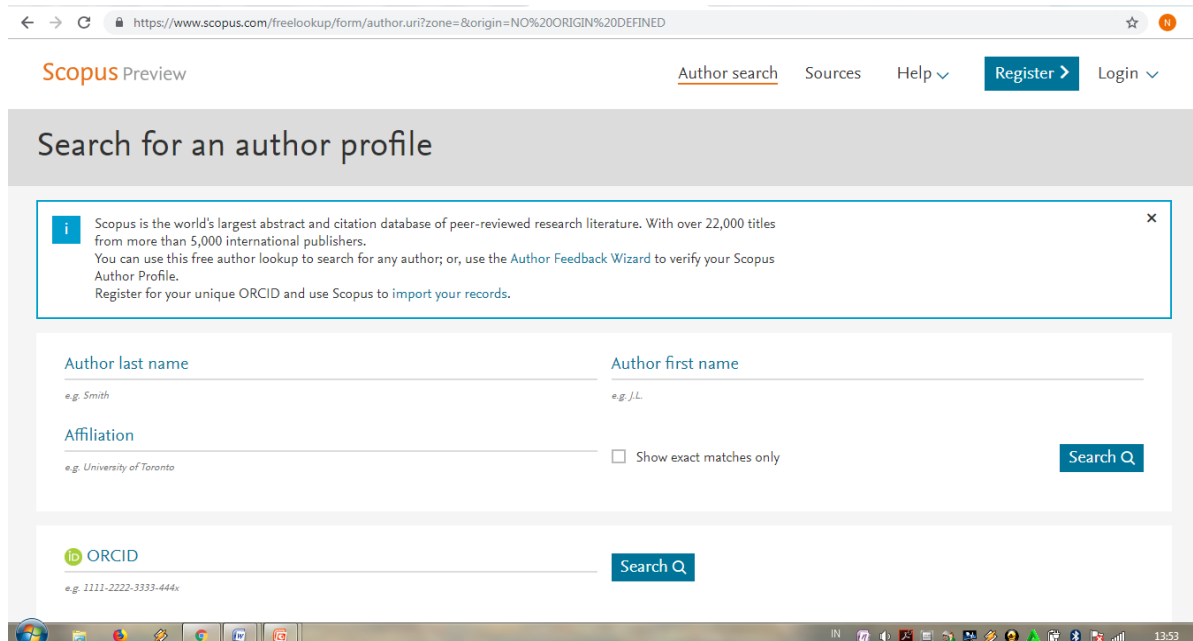 https://www.scopus.com/freelookup/form/author.uri?zone=&origin=NO%20ORIGIN%20DEFINED
N
Scopus Preview
Author search Sources Help Register Login
Search for an author profile
i
Scopus is the world's largest abstract and citation database of peer-reviewed research literature. With over 22,000 titles
from more than 5,000 international publishers.
You can use this free author lookup to search for any author; or, use the Author Feedback Wizard to verify your Scopus
Author Profile.
Register for your unique ORCID and use Scopus to import your records.
Author last name Author first name
e.g. Smith e.g. J.L.
Affiliation
Show exact matches only Search
e.g. University of Toronto
iD ORCID
Search
e.g. 1111-2222-3333-444x
IN 13:53